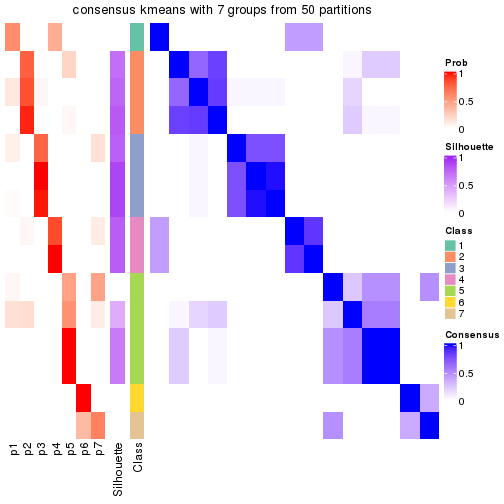 consensus kmeans with 7 groups from 50 partitions
Prob
1
0.5
0
Silhouette
1
0.5
0
Class
1
2
3
4
5
6
7
Consensus
1
0.5
0
p1
p2
p3
p4
p5
p6
p7
Silhouette
Class